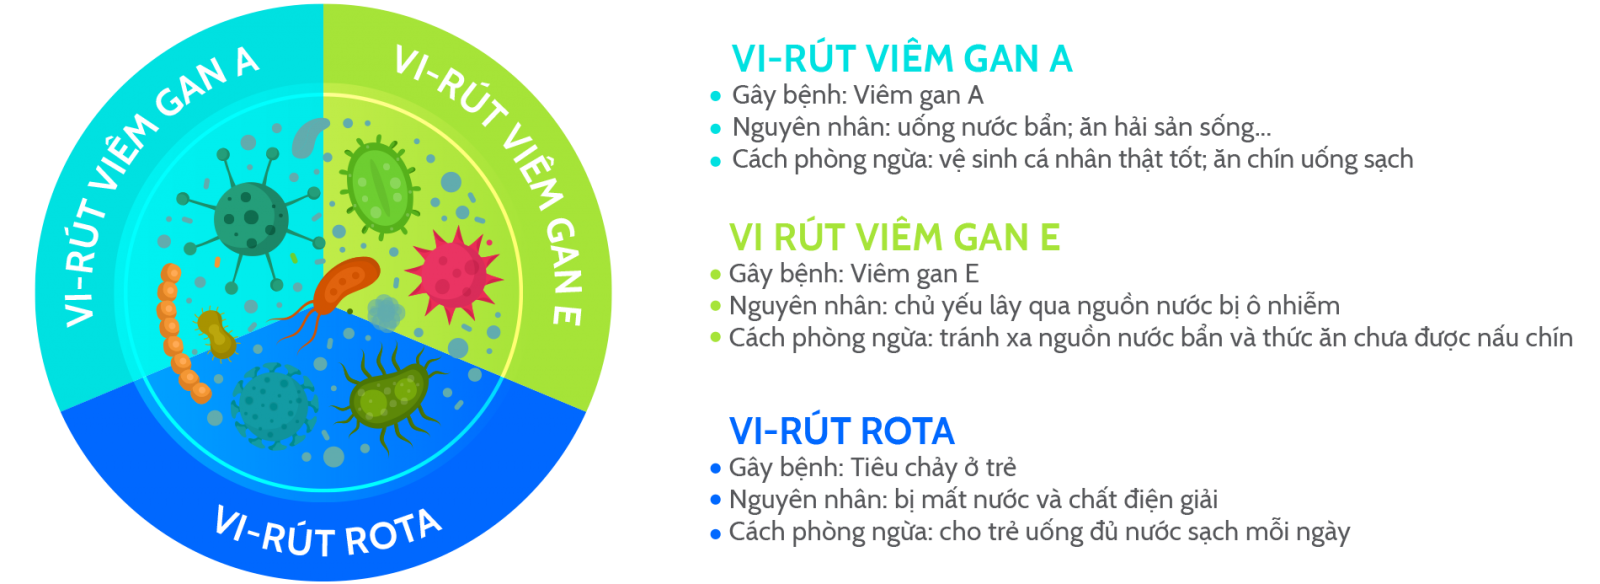 VI-RÚT VIÊM GAN A
VI-RÚT VIÊM GAN E
VI-RÚT ROTA
VI-RÚT VIÊM GAN A
Gây bệnh: Viêm gan A
Nguyên nhân: uống nước bẩn; ăn hải sản sống...
Cách phòng ngừa: vệ sinh cá nhân thật tốt; ăn chín uống sạch
VI RÚT VIÊM GAN E
Gây bệnh: Viêm gan E
Nguyên nhân: chủ yếu lây qua nguồn nước bị ô nhiễm
Cách phòng ngừa: tránh xa nguồn nước bẩn và thức ăn chưa được nấu chín
VI-RÚT ROTA
Gây bệnh: Tiêu chảy ở trẻ
Nguyên nhân: bị mất nước và chất điện giải
Cách phòng ngừa: cho trẻ uống đủ nước sạch mỗi ngày